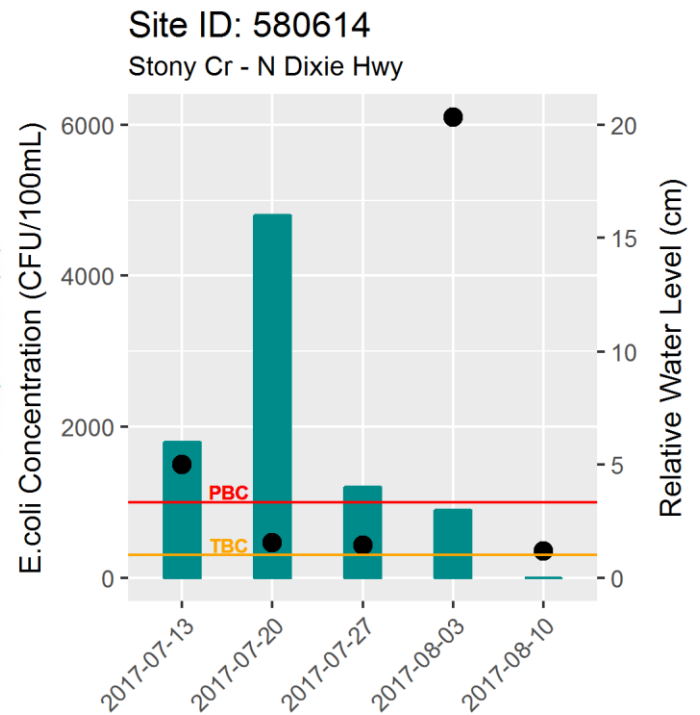 Site ID: 580614
Stony Cr - N Dixie Hwy
E.coli Concentration (CFU/100mL)
6000
4000
2000
0
PBC
TBC
20
15
10
5
0
Relative Water Level (cm)
2017-07-13
2017-07-20
2017-07-27
2017-08-03
2017-08-10